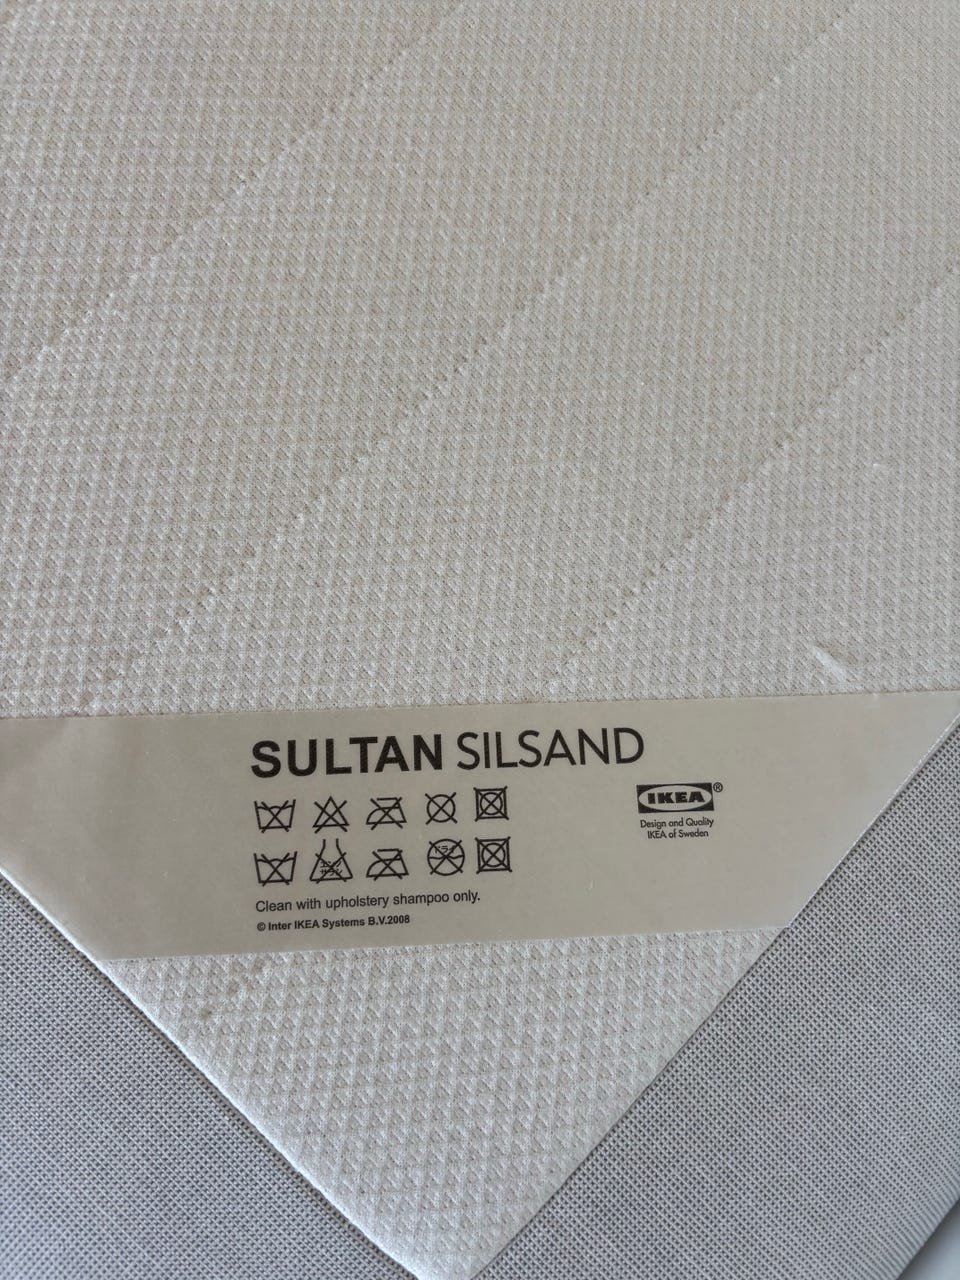 SULTAN SILSAND
IKEA®
Design and Quality
IKEA of Sweden
Clean with upholstery shampoo only.
© Inter IKEA Systems B.V.2008